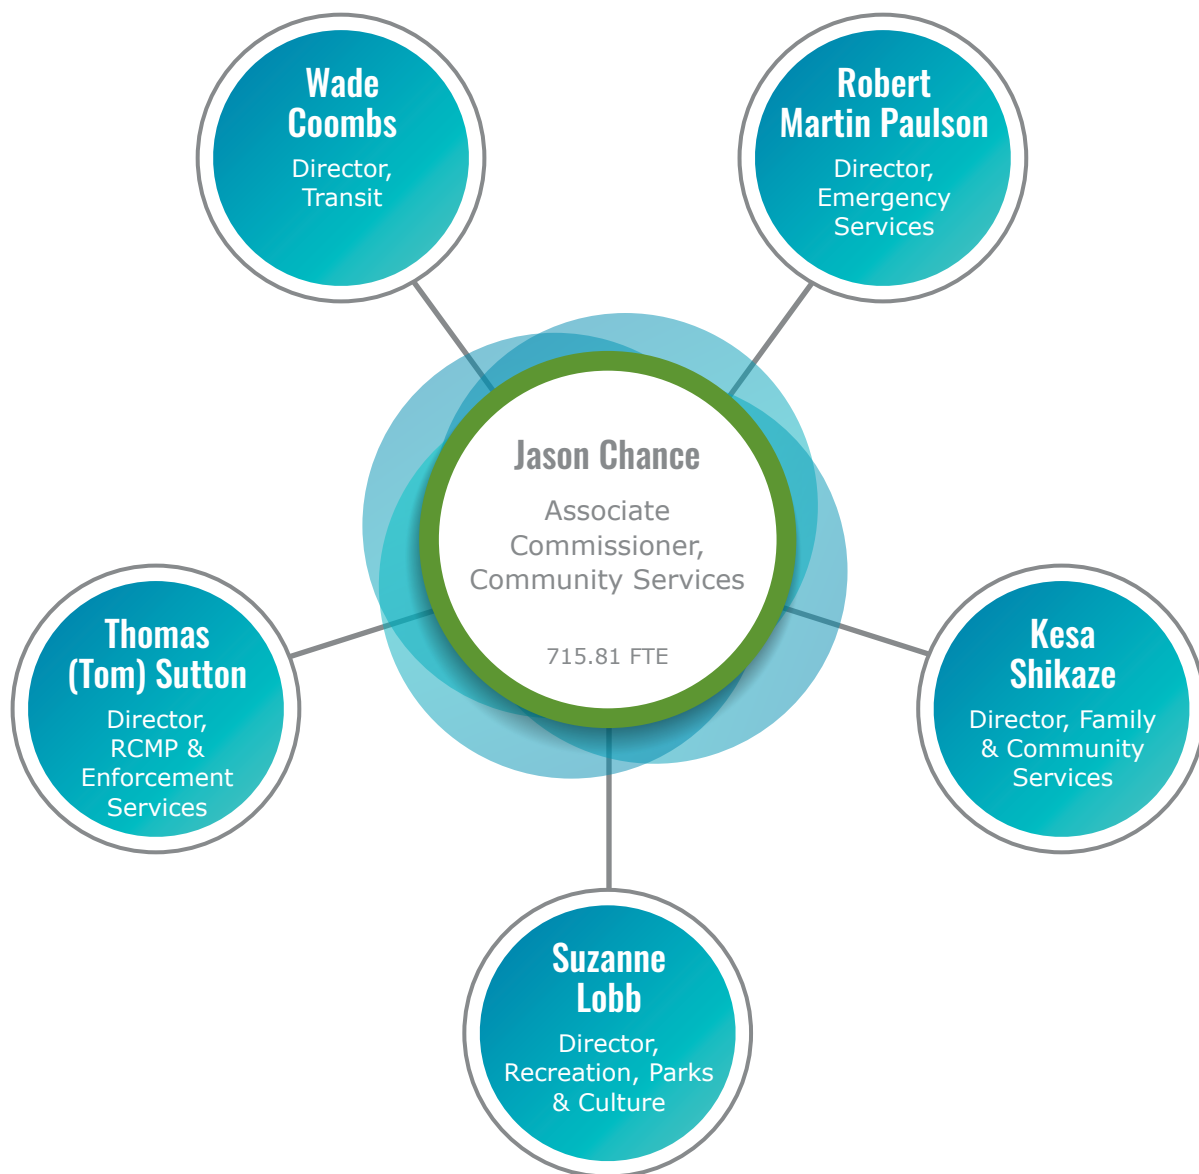 Wade
Coombs
Director,
Transit
Robert
Martin Paulson
Director,
Emergency
Services
Jason Chance
Associate
Commissioner,
Community Services
715.81 FTE
Thomas
(Tom) Sutton
Director,
RCMP &
Enforcement
Services
Kesa
Shikaze
Director, Family
& Community
Services
Suzanne
Lobb
Director,
Recreation, Parks
& Culture